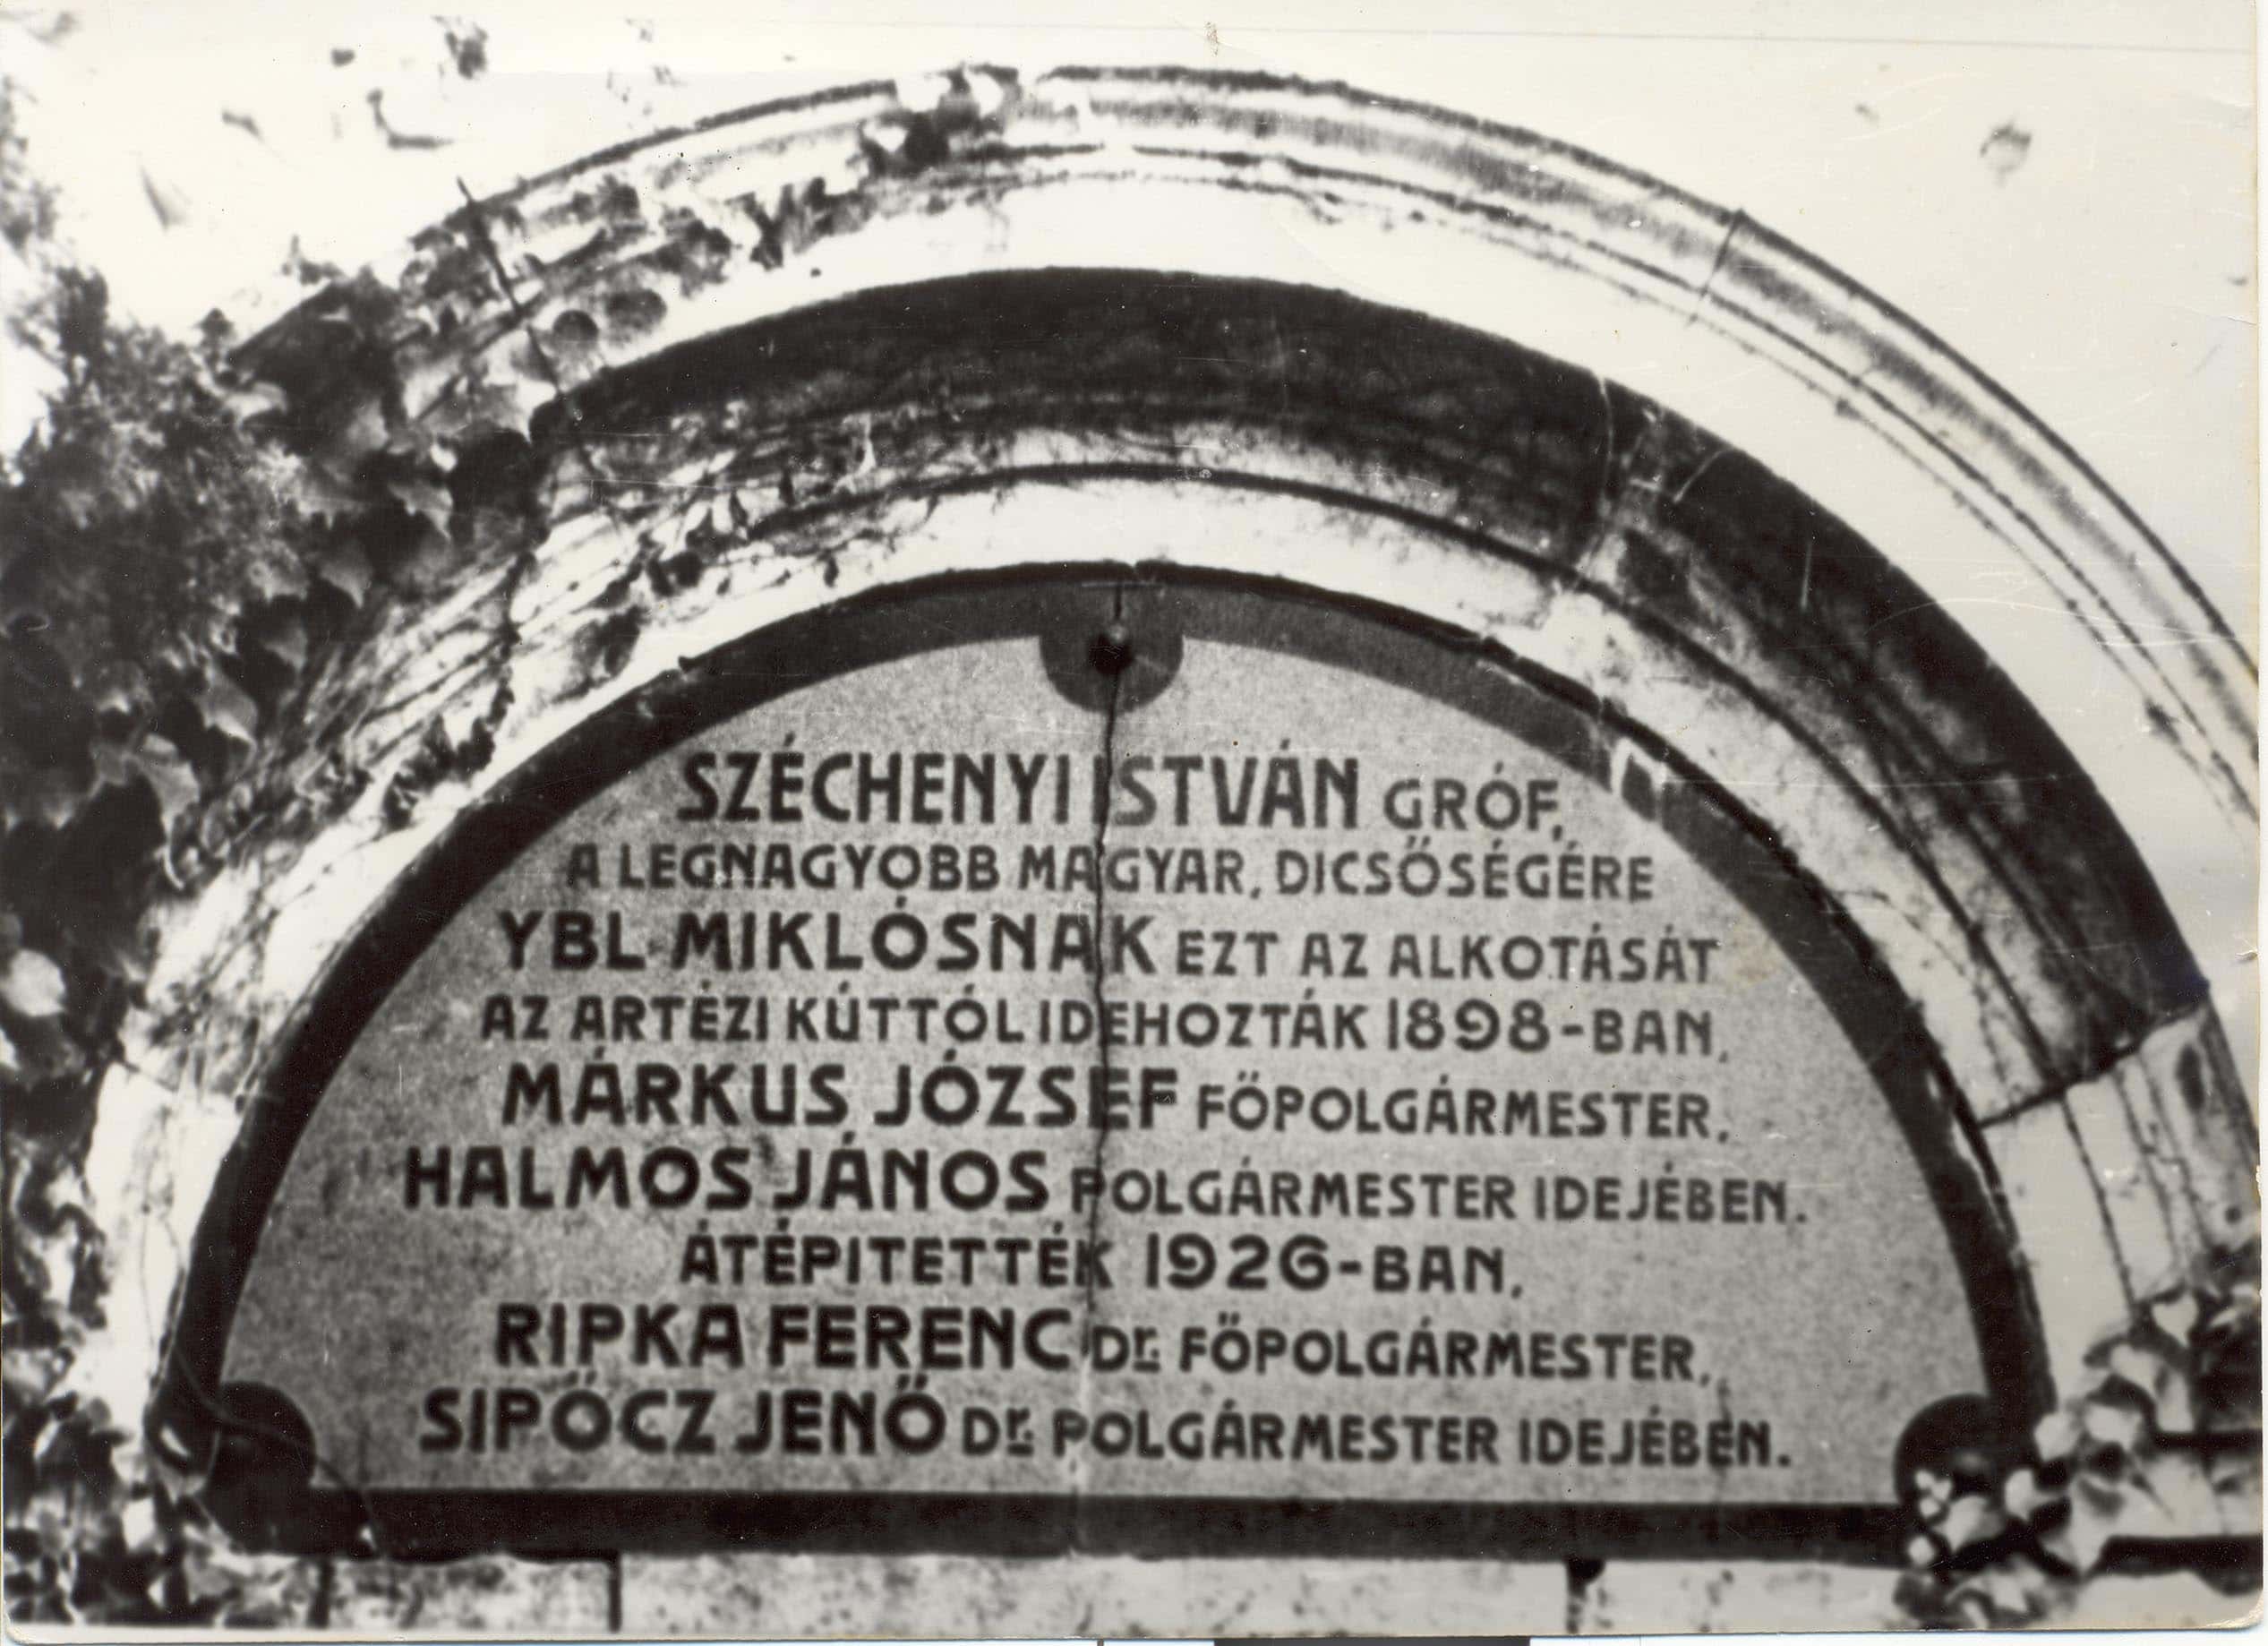 SZÉCHENYI ISTVÁN GRÓF,
A LEGNAGYOBB MAGYAR, DICSŐSÉGÉRE
YBL MIKLÓSNAK EZT AZ ALKOTÁSÁT
AZ ARTÉZI KÚTTÓL IDEHOZTÁK 1898-BAN,
MÁRKUS JÓZSEF FŐPOLGÁRMESTER,
HALMOS JÁNOS POLGÁRMESTER IDEJÉBEN.
ÁTÉPITETTÉK 1926-BAN,
RIPKA FERENC Dr. FŐPOLGÁRMESTER,
SIPŐCZ JENŐ Dr. POLGÁRMESTER IDEJÉBEN.